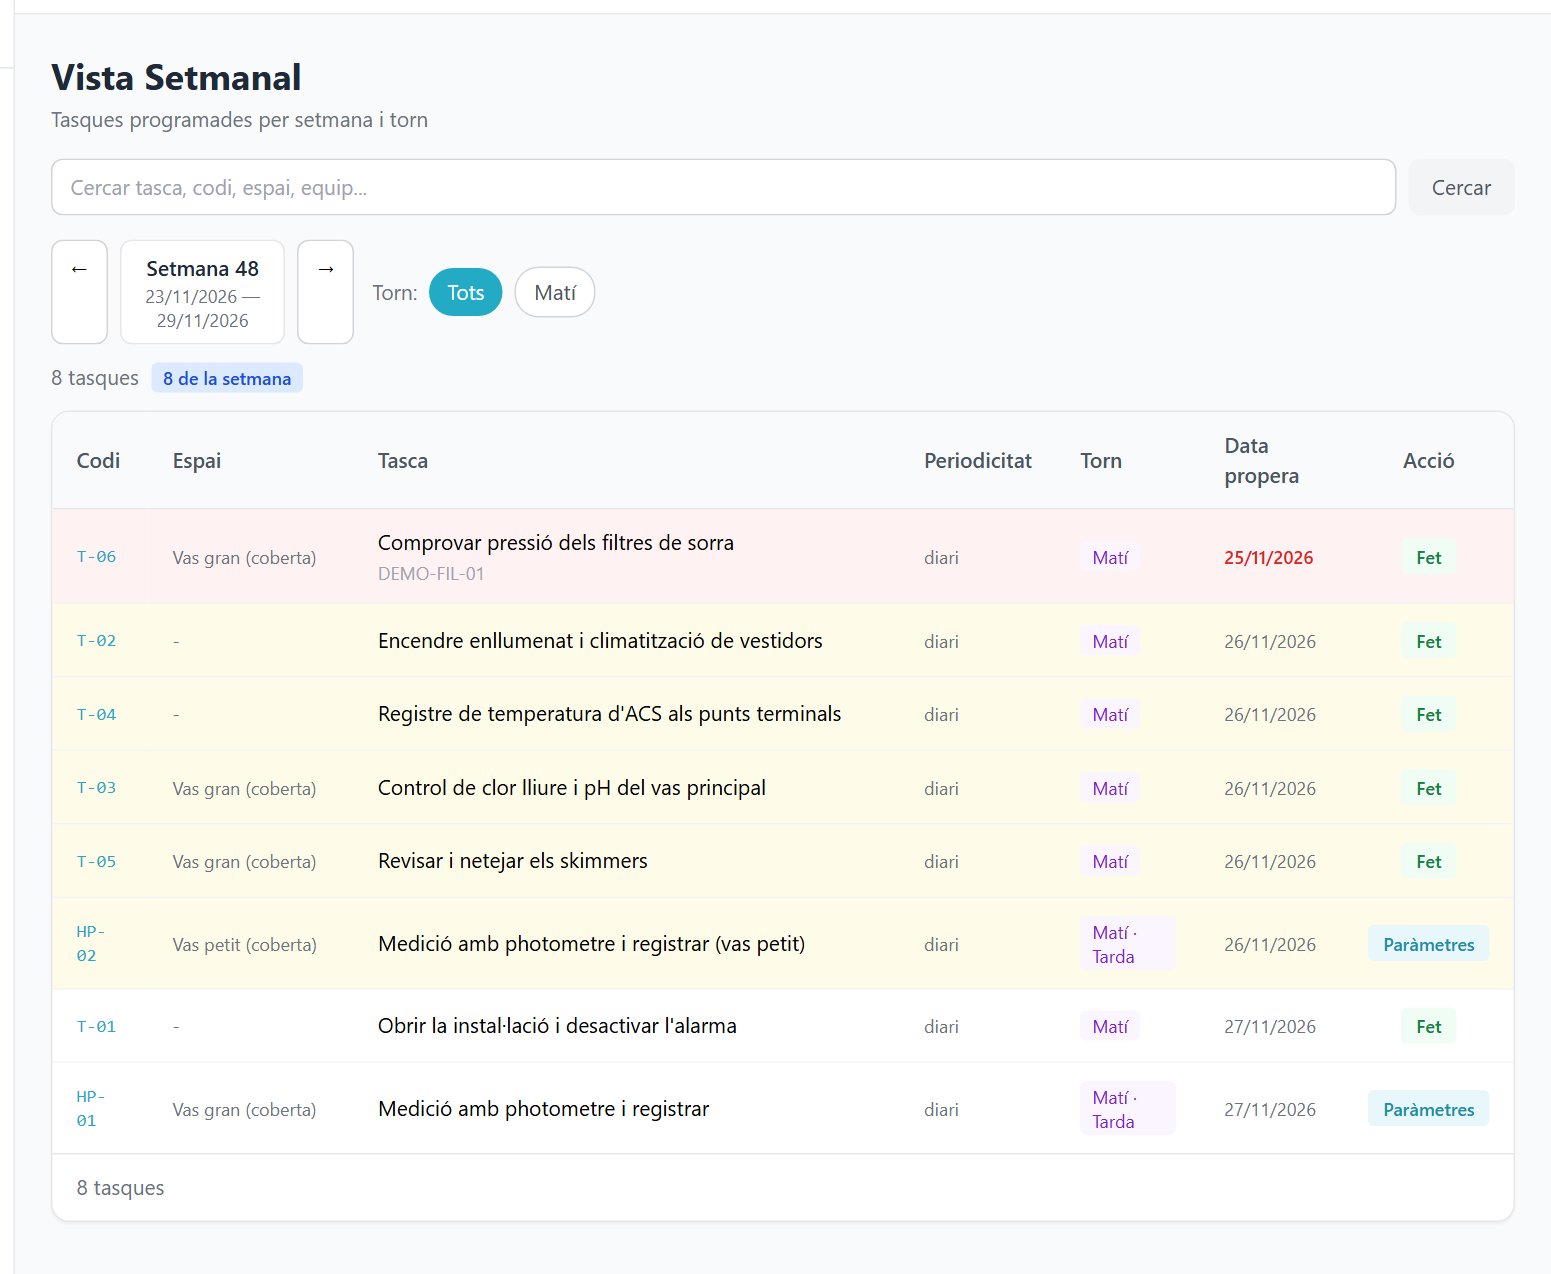 Vista Setmanal
Tasques programades per setmana i torn
Cercar tasca, codi, espai, equip...
Cercar
←
Setmana 48
23/11/2026 —
29/11/2026
→
Torn:
Tots
Matí
8 tasques
8 de la setmana
Codi Espai Tasca Periodicitat Torn Data propera Acció
T-06 Vas gran (coberta) Comprovar pressió dels filtres de sorra diari Matí 25/11/2026 Fet
DEMO-FIL-01
T-02 - Encendre enllumenat i climatització de vestidors diari Matí 26/11/2026 Fet
T-04 - Registre de temperatura d'ACS als punts terminals diari Matí 26/11/2026 Fet
T-03 Vas gran (coberta) Control de clor lliure i pH del vas principal diari Matí 26/11/2026 Fet
T-05 Vas gran (coberta) Revisar i netejar els skimmers diari Matí 26/11/2026 Fet
HP-02 Vas petit (coberta) Medició amb photometre i registrar (vas petit) diari Matí · Tarda 26/11/2026 Paràmetres
T-01 - Obrir la instal·lació i desactivar l'alarma diari Matí 27/11/2026 Fet
HP-01 Vas gran (coberta) Medició amb photometre i registrar diari Matí · Tarda 27/11/2026 Paràmetres
8 tasques